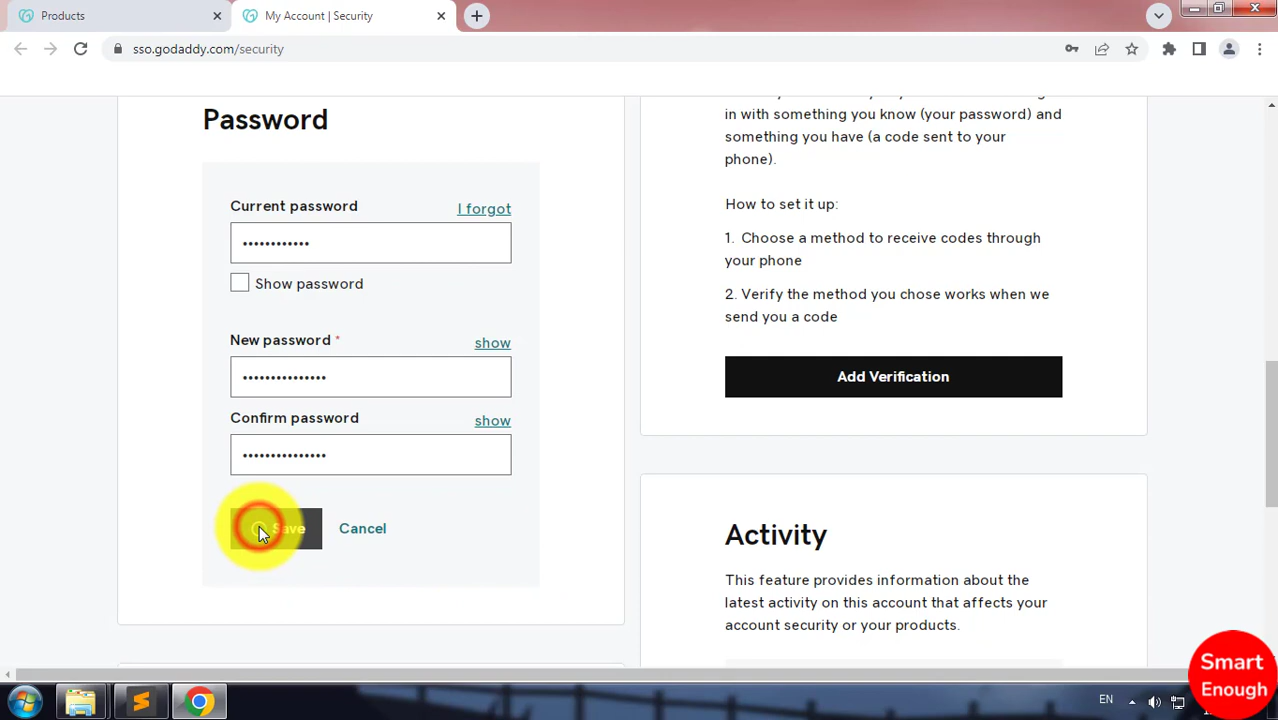 Products
My Account | Security
sso.godaddy.com/security
Password
Current password
I forgot
••••••••••••
Show password
New password *
show
•••••••••••••••
Confirm password
show
•••••••••••••••
Save
Cancel
in with something you know (your password) and
something you have (a code sent to your
phone).
How to set it up:
1. Choose a method to receive codes through
your phone
2. Verify the method you chose works when we
send you a code
Add Verification
Activity
This feature provides information about the
latest activity on this account that affects your
account security or your products.
EN
Smart
Enough